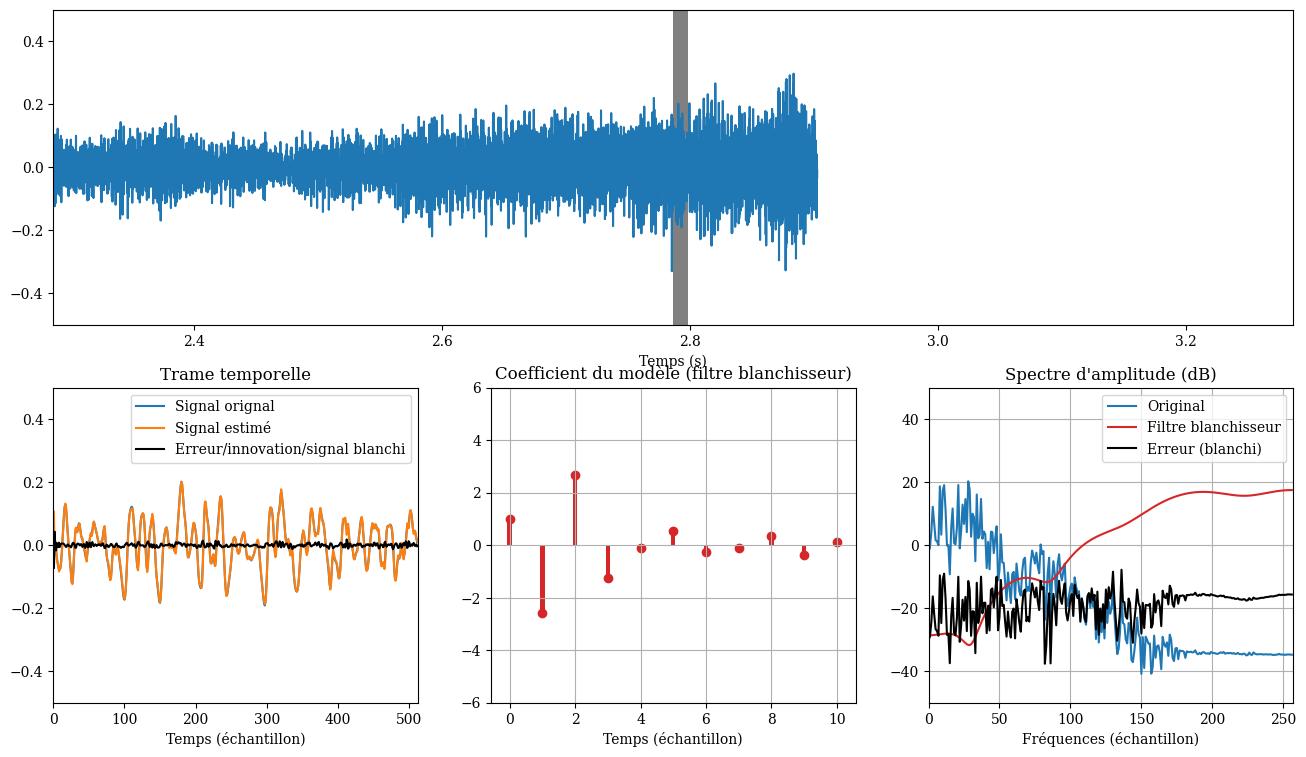 0.4
0.2
0.0
−0.2
−0.4
2.4 2.6 2.8 3.0 3.2
Temps (s)
Trame temporelle
Signal orignal
Signal estimé
Erreur/innovation/signal blanchi
0.4
0.2
0.0
−0.2
−0.4
0 100 200 300 400 500
Temps (échantillon)
Coefficient du modèle (filtre blanchisseur)
6
4
2
0
−2
−4
−6
0 2 4 6 8 10
Temps (échantillon)
Spectre d'amplitude (dB)
Original
Filtre blanchisseur
Erreur (blanchi)
40
20
0
−20
−40
0 50 100 150 200 250
Fréquences (échantillon)